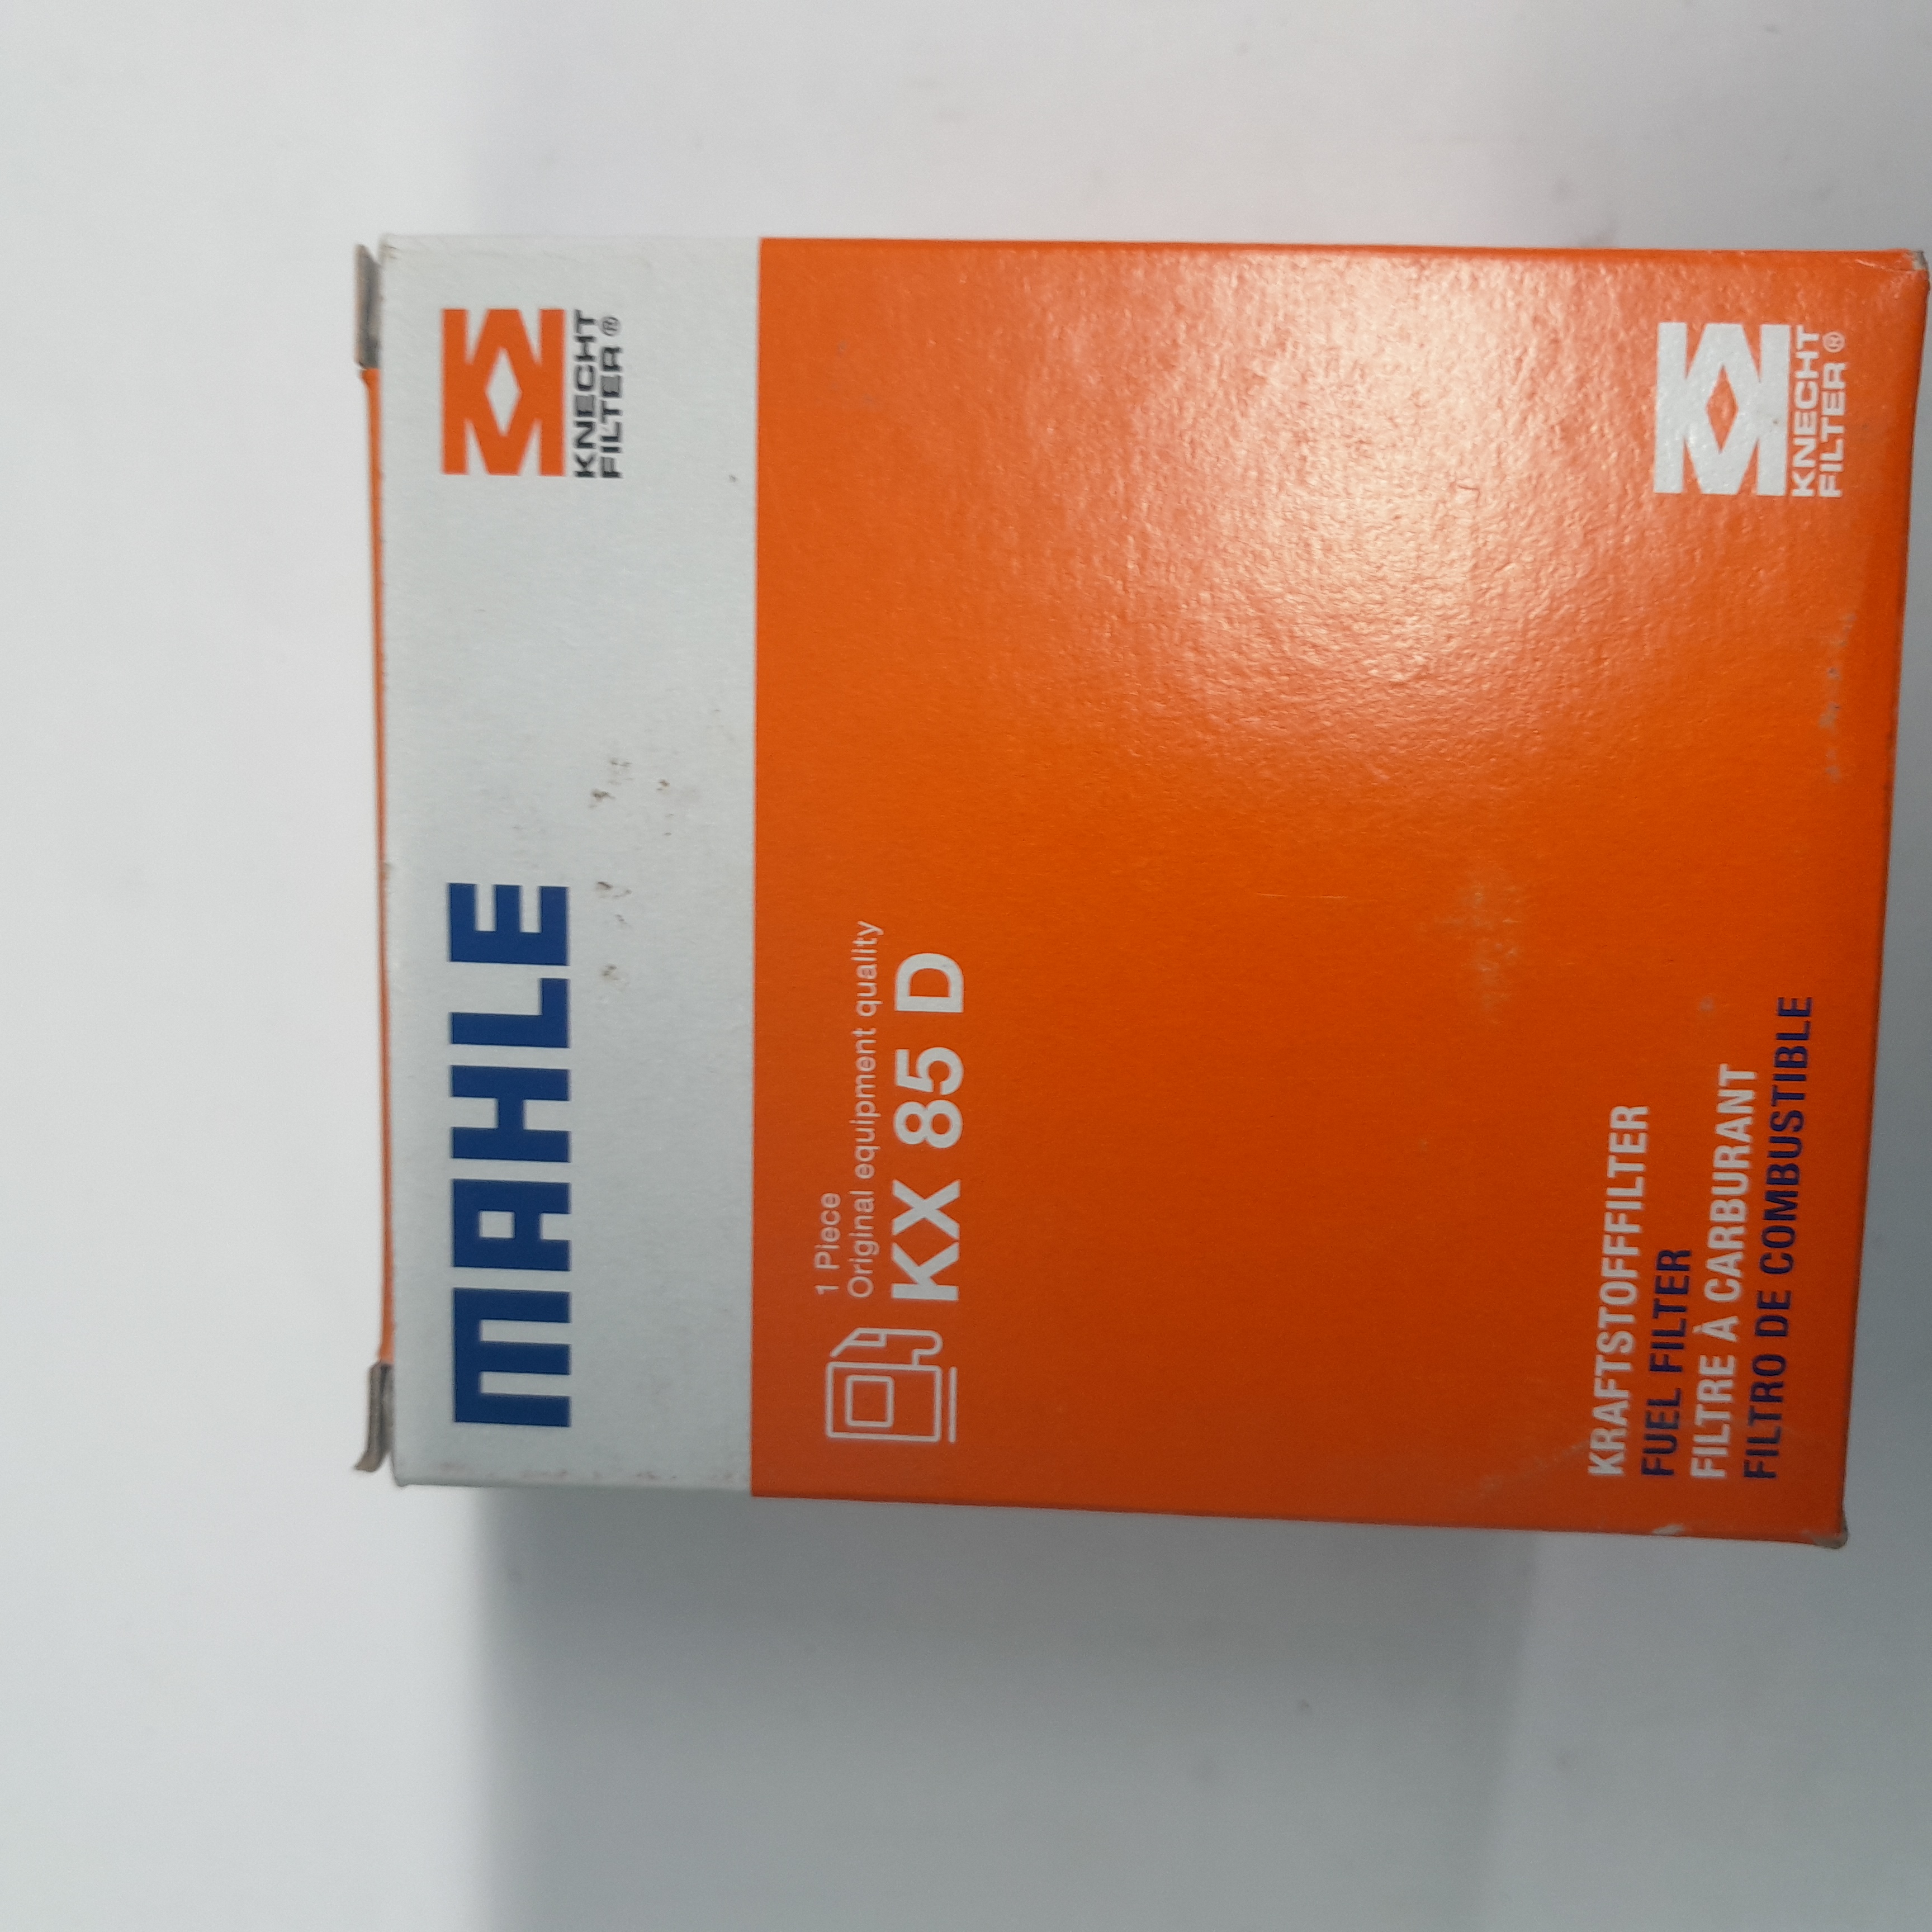 MAHLE
KNECHT
FILTER®
1 Piece
Original equipment quality
KX 85 D
KRAFTSTOFFFILTER
FUEL FILTER
FILTRE À CARBURANT
FILTRO DE COMBUSTIBLE
KNECHT
FILTER®